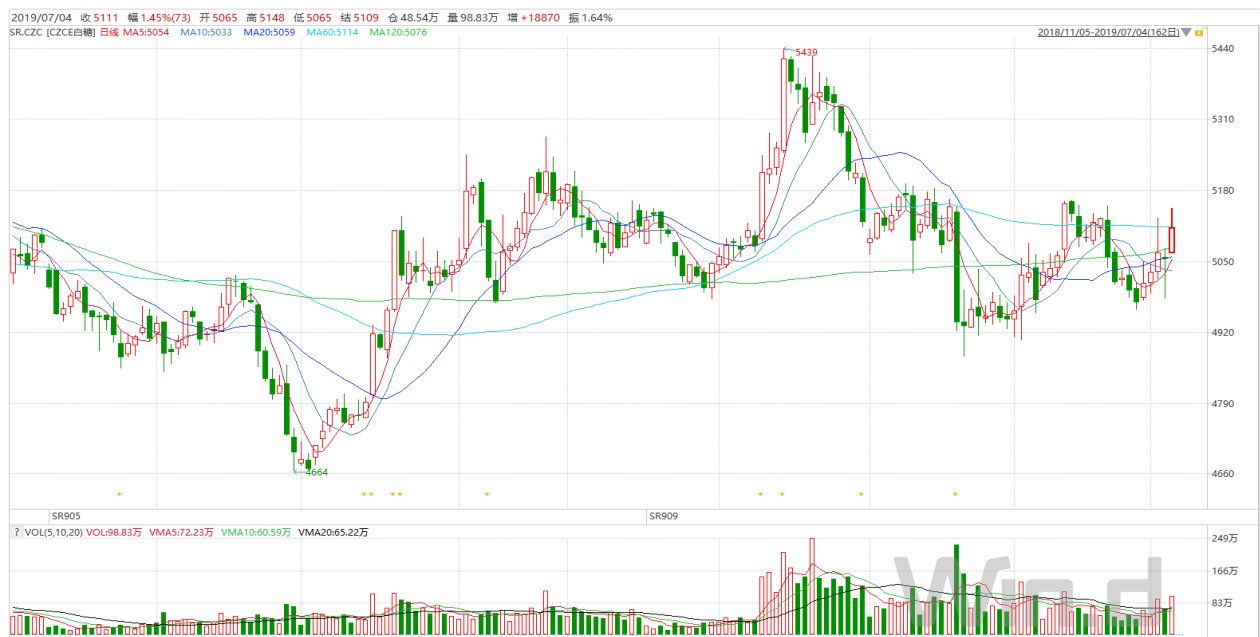 2019/07/04 收 5111 幅 1.45%(73) 开 5065 高 5148 低 5065 结 5109 仓 48.54万 量 98.83万 增 +18870 振 1.64%
SR.CZC [CZCE白糖] 日线 MA5:5054 MA10:5033 MA20:5059 MA60:5114 MA120:5076 2018/11/05-2019/07/04(162日)
5440
5439
5310
5180
5050
4920
4790
4660
4664
SR905 SR909
? VOL(5,10,20) VOL:98.83万 VMA5:72.23万 VMA10:60.59万 VMA20:65.22万
249万
166万
83万
Wind